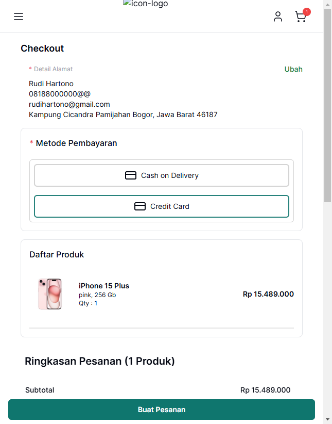 icon-logo
Checkout
* Detail Alamat
Ubah
Rudi Hartono
08188000000@@
rudihartono@gmail.com
Kampung Cicandra Pamijahan Bogor, Jawa Barat 46187
* Metode Pembayaran
Cash on Delivery
Credit Card
Daftar Produk
iPhone 15 Plus
pink, 256 Gb
Qty : 1
Rp 15.489.000
Ringkasan Pesanan (1 Produk)
Subtotal
Rp 15.489.000
Buat Pesanan